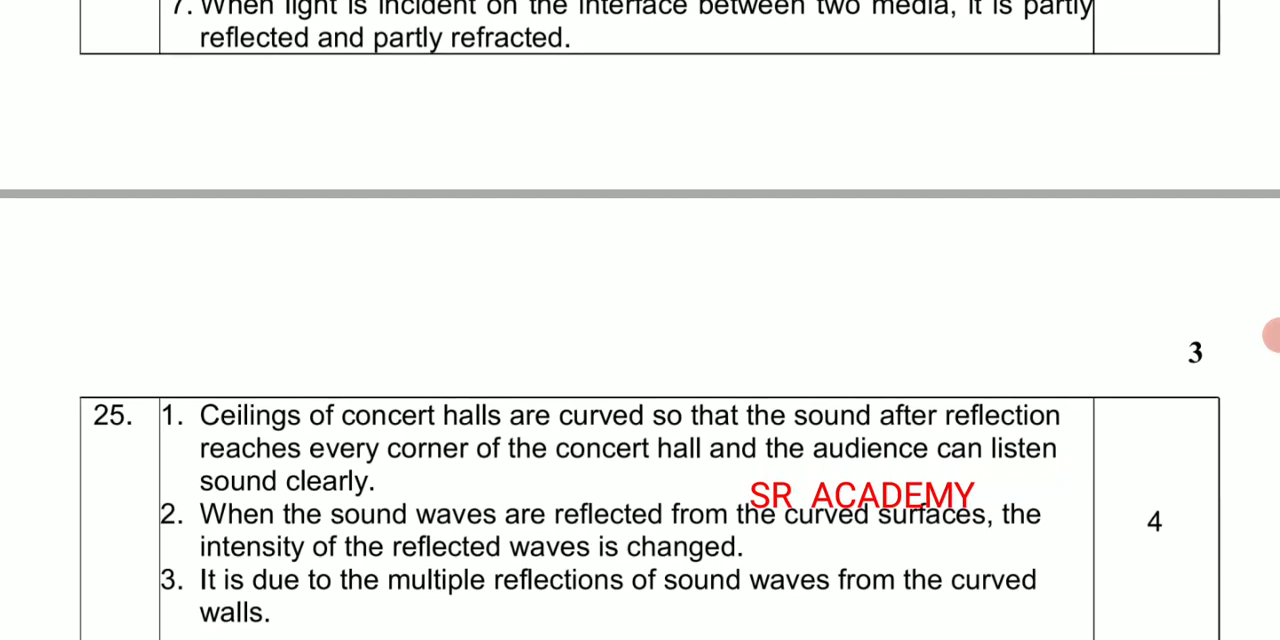 7. When light is incident on the interface between two media, it is partly
reflected and partly refracted.
3
25. 1. Ceilings of concert halls are curved so that the sound after reflection
reaches every corner of the concert hall and the audience can listen
sound clearly.
SR ACADEMY
2. When the sound waves are reflected from the curved surfaces, the
intensity of the reflected waves is changed.
4
3. It is due to the multiple reflections of sound waves from the curved
walls.